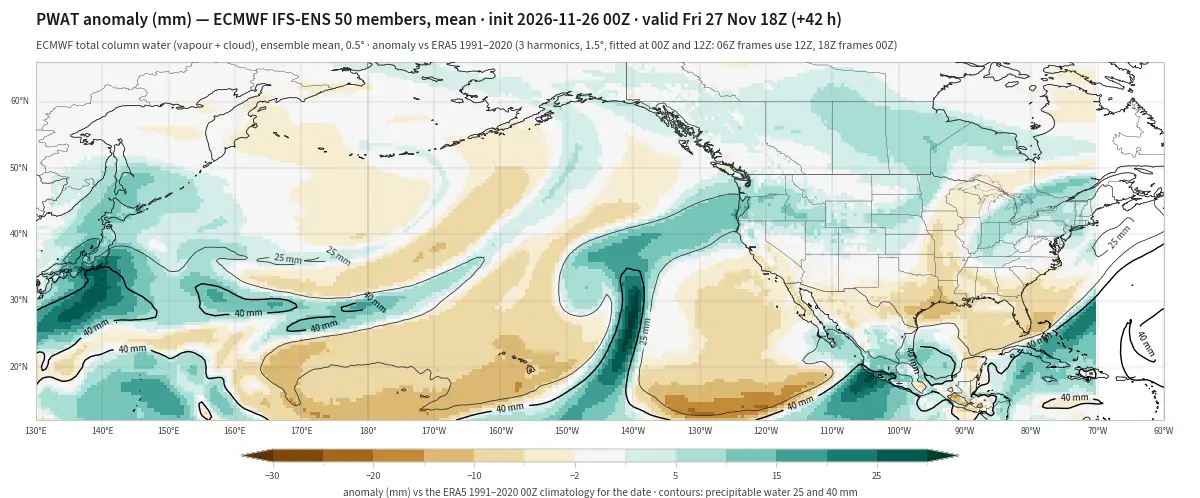 PWAT anomaly (mm) — ECMWF IFS-ENS 50 members, mean · init 2026-11-26 00Z · valid Fri 27 Nov 18Z (+42 h)
ECMWF total column water (vapour + cloud), ensemble mean, 0.5° · anomaly vs ERA5 1991–2020 (3 harmonics, 1.5°, fitted at 00Z and 12Z: 06Z frames use 12Z, 18Z frames 00Z)
60°N
50°N
40°N
30°N
20°N
25 mm
25 mm
25 mm
25 mm
40 mm
40 mm
40 mm
40 mm
40 mm
40 mm
40 mm
40 mm
40 mm
40 mm
40 mm
130°E 140°E 150°E 160°E 170°E 180° 170°W 160°W 150°W 140°W 130°W 120°W 110°W 100°W 90°W 80°W 70°W 60°W
−30 −20 −10 −2 5 15 25
anomaly (mm) vs the ERA5 1991–2020 00Z climatology for the date · contours: precipitable water 25 and 40 mm